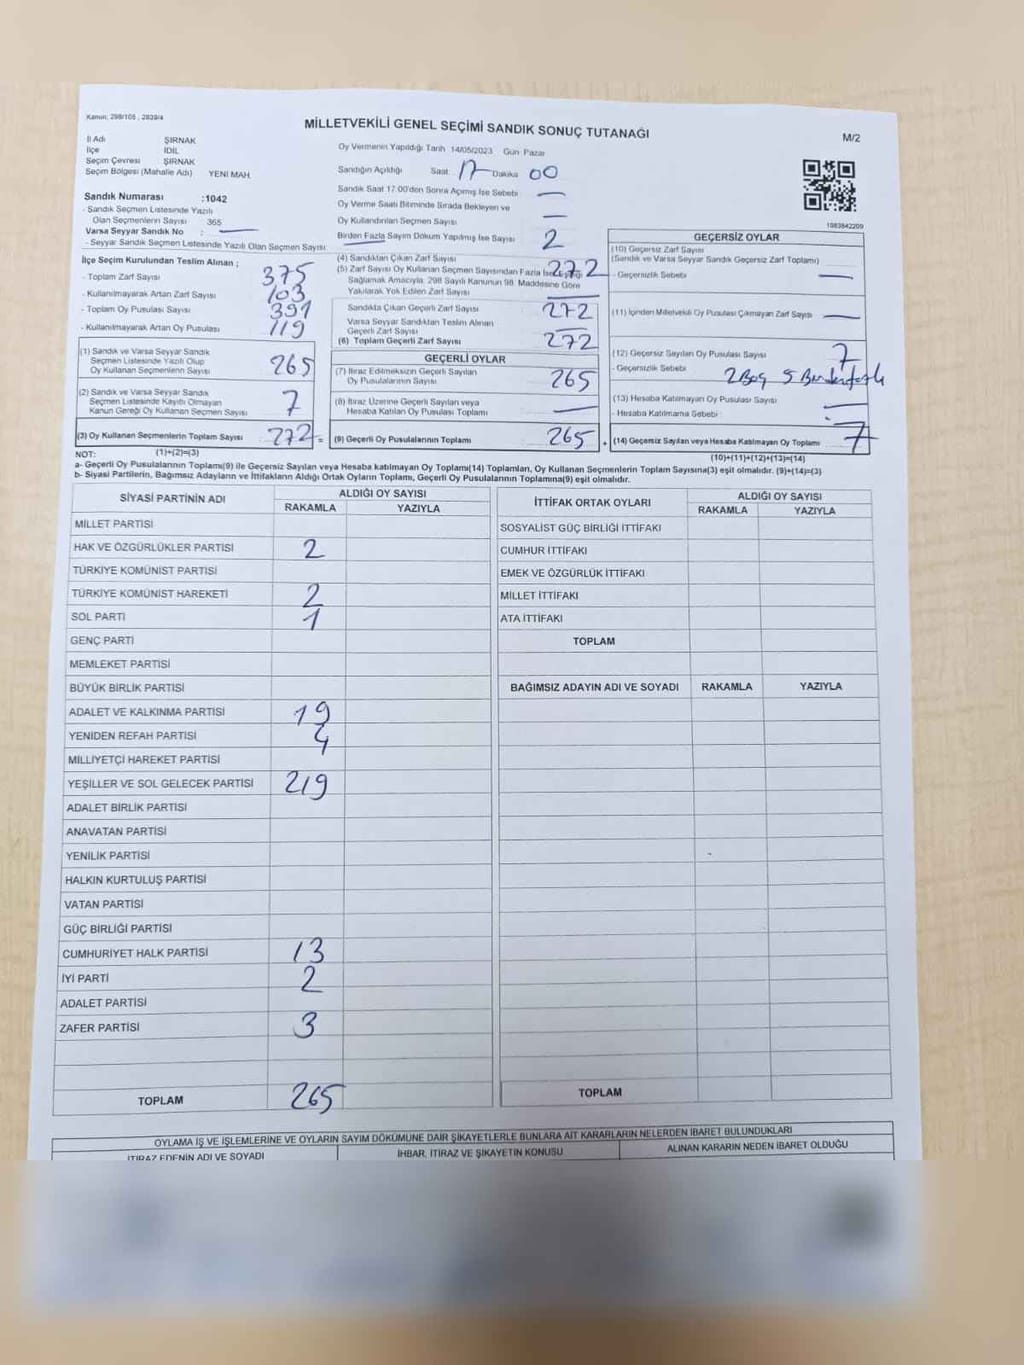 Kanun: 298/105 ; 2839/4
MİLLETVEKİLİ GENEL SEÇİMİ SANDIK SONUÇ TUTANAĞI
M/2
İl Adı ŞIRNAK
İlçe İDİL
Seçim Çevresi ŞIRNAK
Seçim Bölgesi (Mahalle Adı) YENİ MAH.
Sandık Numarası :1042
- Sandık Seçmen Listesinde Yazılı
Olan Seçmenlerin Sayısı 365
Varsa Seyyar Sandık No : —
- Seyyar Sandık Seçmen Listesinde Yazılı Olan Seçmen Sayısı
İlçe Seçim Kurulundan Teslim Alınan ;
- Toplam Zarf Sayısı 375
- Kullanılmayarak Artan Zarf Sayısı 103
- Toplam Oy Pusulası Sayısı 391
- Kullanılmayarak Artan Oy Pusulası 119
(1) Sandık ve Varsa Seyyar Sandık
Seçmen Listesinde Yazılı Olup
Oy Kullanan Seçmenlerin Sayısı 265
(2) Sandık ve Varsa Seyyar Sandık
Seçmen Listesinde Kayıtlı Olmayan
Kanun Gereği Oy Kullanan Seçmen Sayısı 7
(3) Oy Kullanan Seçmenlerin Toplam Sayısı 272 =
(1)+(2)=(3)
Oy Vermenin Yapıldığı Tarih 14/05/2023 Gün Pazar
Sandığın Açıldığı Saat 17 Dakika 00
Sandık Saat 17:00'den Sonra Açılmış İse Sebebi —
Oy Verme Saati Bitiminde Sırada Bekleyen ve
Oy Kullandırılan Seçmen Sayısı —
Birden Fazla Sayım Döküm Yapılmış İse Sayısı 2
(4) Sandıktan Çıkan Zarf Sayısı 272
(5) Zarf Sayısı Oy Kullanan Seçmen Sayısından Fazla İse
Sağlamak Amacıyla, 298 Sayılı Kanunun 98. Maddesine Göre
Yakılarak Yok Edilen Zarf Sayısı —
Sandıkta Çıkan Geçerli Zarf Sayısı 272
Varsa Seyyar Sandıktan Teslim Alınan
Geçerli Zarf Sayısı —
(6) Toplam Geçerli Zarf Sayısı 272
GEÇERLİ OYLAR
(7) İtiraz Edilmeksizin Geçerli Sayılan
Oy Pusulalarının Sayısı 265
(8) İtiraz Üzerine Geçerli Sayılan veya
Hesaba Katılan Oy Pusulası Toplamı —
(9) Geçerli Oy Pusulalarının Toplamı 265 +
1083842209
GEÇERSİZ OYLAR
(10) Geçersiz Zarf Sayısı
(Sandık ve Varsa Seyyar Sandık Geçersiz Zarf Toplamı)
- Geçersizlik Sebebi —
(11) İçinden Milletvekili Oy Pusulası Çıkmayan Zarf Sayısı —
(12) Geçersiz Sayılan Oy Pusulası Sayısı 7
- Geçersizlik Sebebi 2 Boş 5 Birden fazla
(13) Hesaba Katılmayan Oy Pusulası Sayısı —
- Hesaba Katılmama Sebebi : —
(14) Geçersiz Sayılan veya Hesaba Katılmayan Oy Toplamı 7
(10)+(11)+(12)+(13)=(14)
NOT:
a- Geçerli Oy Pusulalarının Toplamı(9) ile Geçersiz Sayılan veya Hesaba katılmayan Oy Toplamı(14) Toplamları, Oy Kullanan Seçmenlerin Toplam Sayısına(3) eşit olmalıdır. (9)+(14)=(3)
b- Siyasi Partilerin, Bağımsız Adayların ve İttifakların Aldığı Ortak Oyların Toplamı, Geçerli Oy Pusulalarının Toplamına(9) eşit olmalıdır.
SİYASİ PARTİNİN ADI ALDIĞI OY SAYISI
RAKAMLA YAZIYLA
MİLLET PARTİSİ
HAK VE ÖZGÜRLÜKLER PARTİSİ 2
TÜRKİYE KOMÜNİST PARTİSİ
TÜRKİYE KOMÜNİST HAREKETİ 2
SOL PARTİ 1
GENÇ PARTİ
MEMLEKET PARTİSİ
BÜYÜK BİRLİK PARTİSİ
ADALET VE KALKINMA PARTİSİ 19
YENİDEN REFAH PARTİSİ 4
MİLLİYETÇİ HAREKET PARTİSİ
YEŞİLLER VE SOL GELECEK PARTİSİ 219
ADALET BİRLİK PARTİSİ
ANAVATAN PARTİSİ
YENİLİK PARTİSİ
HALKIN KURTULUŞ PARTİSİ
VATAN PARTİSİ
GÜÇ BİRLİĞİ PARTİSİ
CUMHURİYET HALK PARTİSİ 13
İYİ PARTİ 2
ADALET PARTİSİ
ZAFER PARTİSİ 3
TOPLAM 265
İTTİFAK ORTAK OYLARI ALDIĞI OY SAYISI
RAKAMLA YAZIYLA
SOSYALİST GÜÇ BİRLİĞİ İTTİFAKI
CUMHUR İTTİFAKI
EMEK VE ÖZGÜRLÜK İTTİFAKI
MİLLET İTTİFAKI
ATA İTTİFAKI
TOPLAM
BAĞIMSIZ ADAYIN ADI VE SOYADI RAKAMLA YAZIYLA
TOPLAM
OYLAMA İŞ VE İŞLEMLERİNE VE OYLARIN SAYIM DÖKÜMÜNE DAİR ŞİKAYETLERLE BUNLARA AİT KARARLARIN NELERDEN İBARET BULUNDUKLARI
İTİRAZ EDENİN ADI VE SOYADI İHBAR, İTİRAZ VE ŞİKAYETİN KONUSU ALINAN KARARIN NEDEN İBARET OLDUĞU